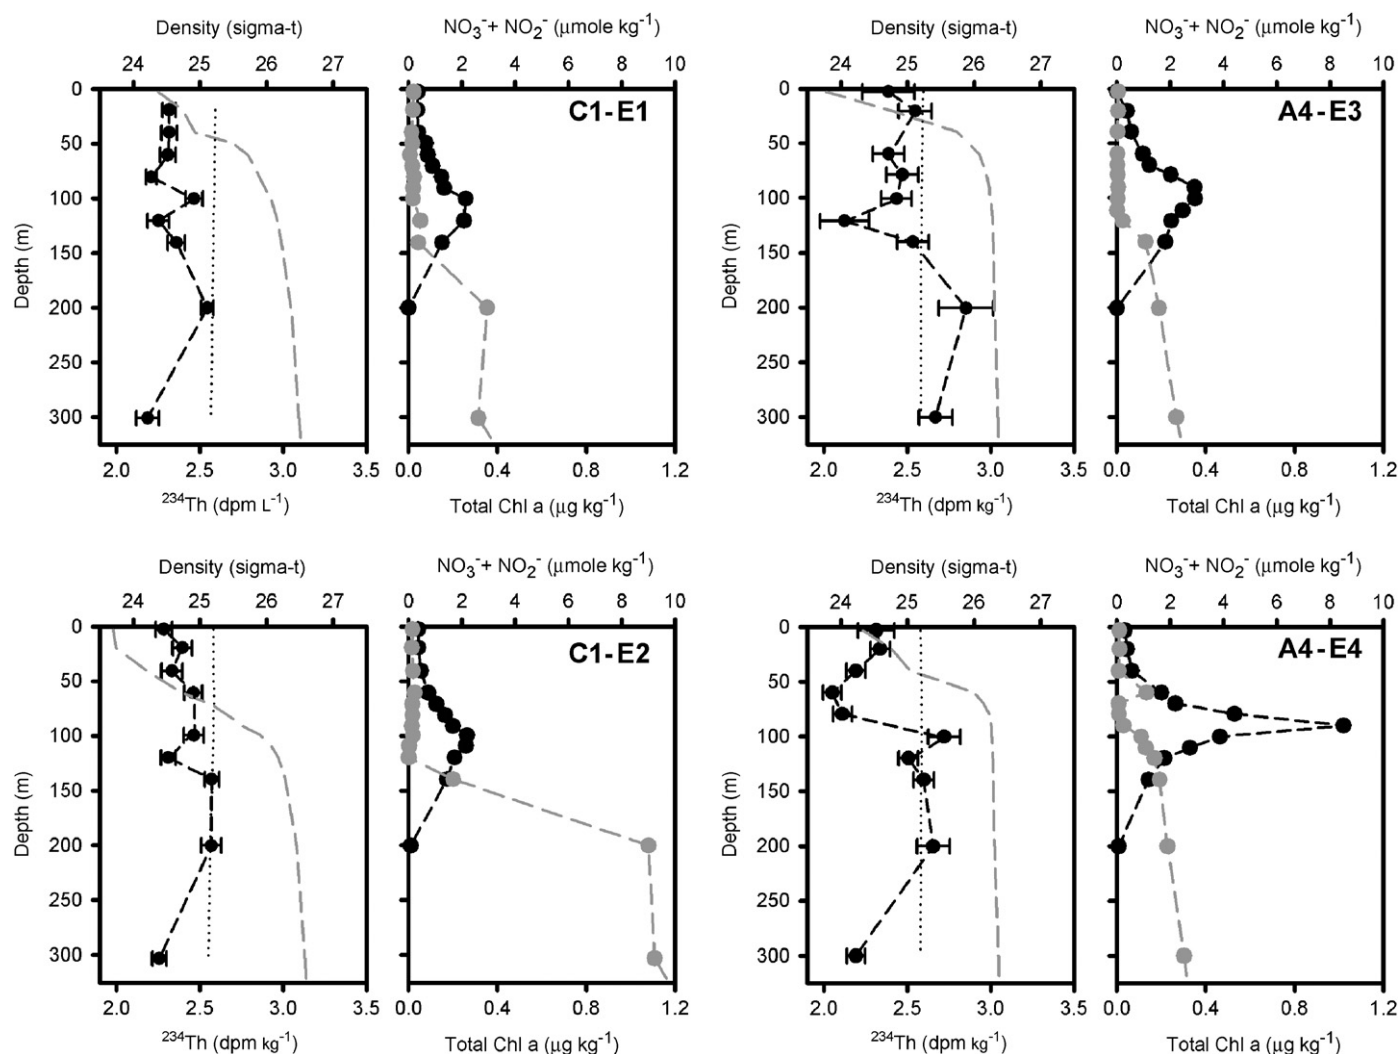 Density (sigma-t)
NO₃⁻+ NO₂⁻ (μmole kg⁻¹)
24 25 26 27
0 2 4 6 8 10
C1-E1
0
50
100
150
200
250
300
Depth (m)
2.0 2.5 3.0 3.5
0.0 0.4 0.8 1.2
²³⁴Th (dpm L⁻¹)
Total Chl a (μg kg⁻¹)
Density (sigma-t)
NO₃⁻+ NO₂⁻ (μmole kg⁻¹)
24 25 26 27
0 2 4 6 8 10
A4-E3
0
50
100
150
200
250
300
Depth (m)
2.0 2.5 3.0 3.5
0.0 0.4 0.8 1.2
²³⁴Th (dpm kg⁻¹)
Total Chl a (μg kg⁻¹)
Density (sigma-t)
NO₃⁻+ NO₂⁻ (μmole kg⁻¹)
24 25 26 27
0 2 4 6 8 10
C1-E2
0
50
100
150
200
250
300
Depth (m)
2.0 2.5 3.0 3.5
0.0 0.4 0.8 1.2
²³⁴Th (dpm kg⁻¹)
Total Chl a (μg kg⁻¹)
Density (sigma-t)
NO₃⁻+ NO₂⁻ (μmole kg⁻¹)
24 25 26 27
0 2 4 6 8 10
A4-E4
0
50
100
150
200
250
300
Depth (m)
2.0 2.5 3.0 3.5
0.0 0.4 0.8 1.2
²³⁴Th (dpm kg⁻¹)
Total Chl a (μg kg⁻¹)